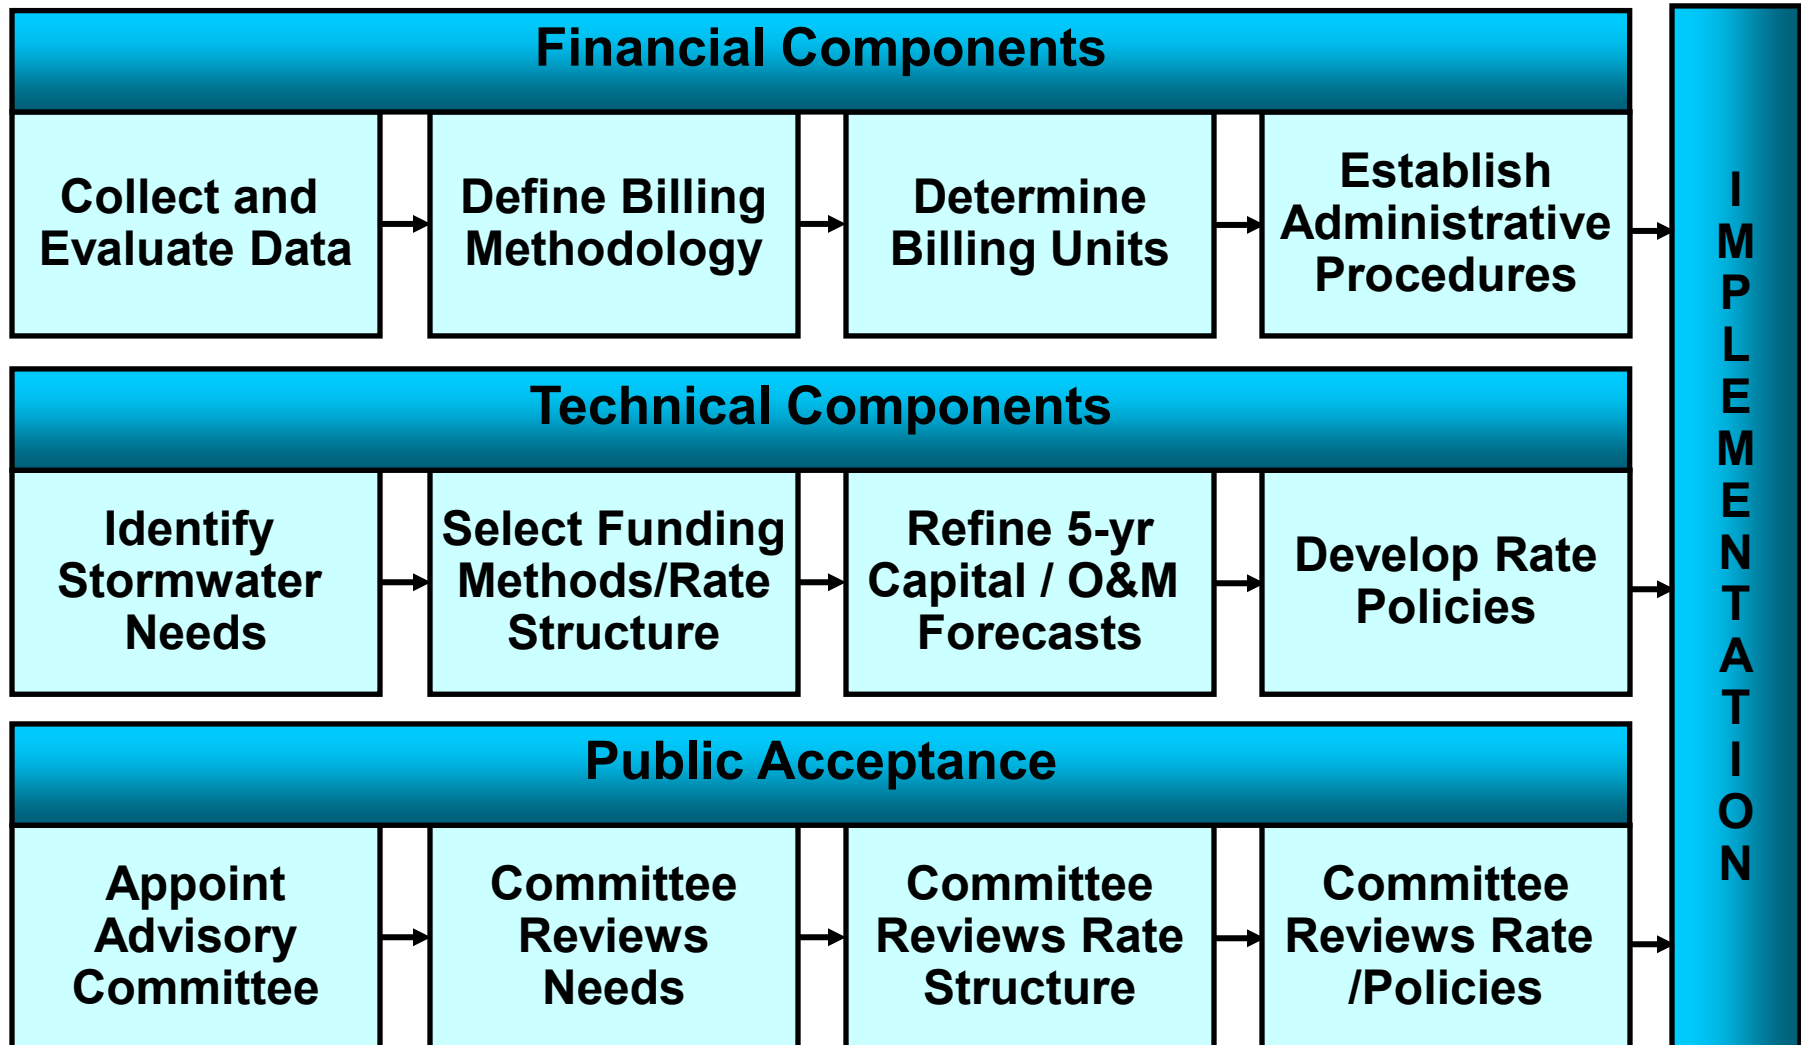 Financial Components
Collect and
Evaluate Data
Define Billing
Methodology
Determine
Billing Units
Establish
Administrative
Procedures
Technical Components
Identify
Stormwater
Needs
Select Funding
Methods/Rate
Structure
Refine 5-yr
Capital / O&M
Forecasts
Develop Rate
Policies
Public Acceptance
Appoint
Advisory
Committee
Committee
Reviews
Needs
Committee
Reviews Rate
Structure
Committee
Reviews Rate
/Policies
I
M
P
L
E
M
E
N
T
A
T
I
O
N